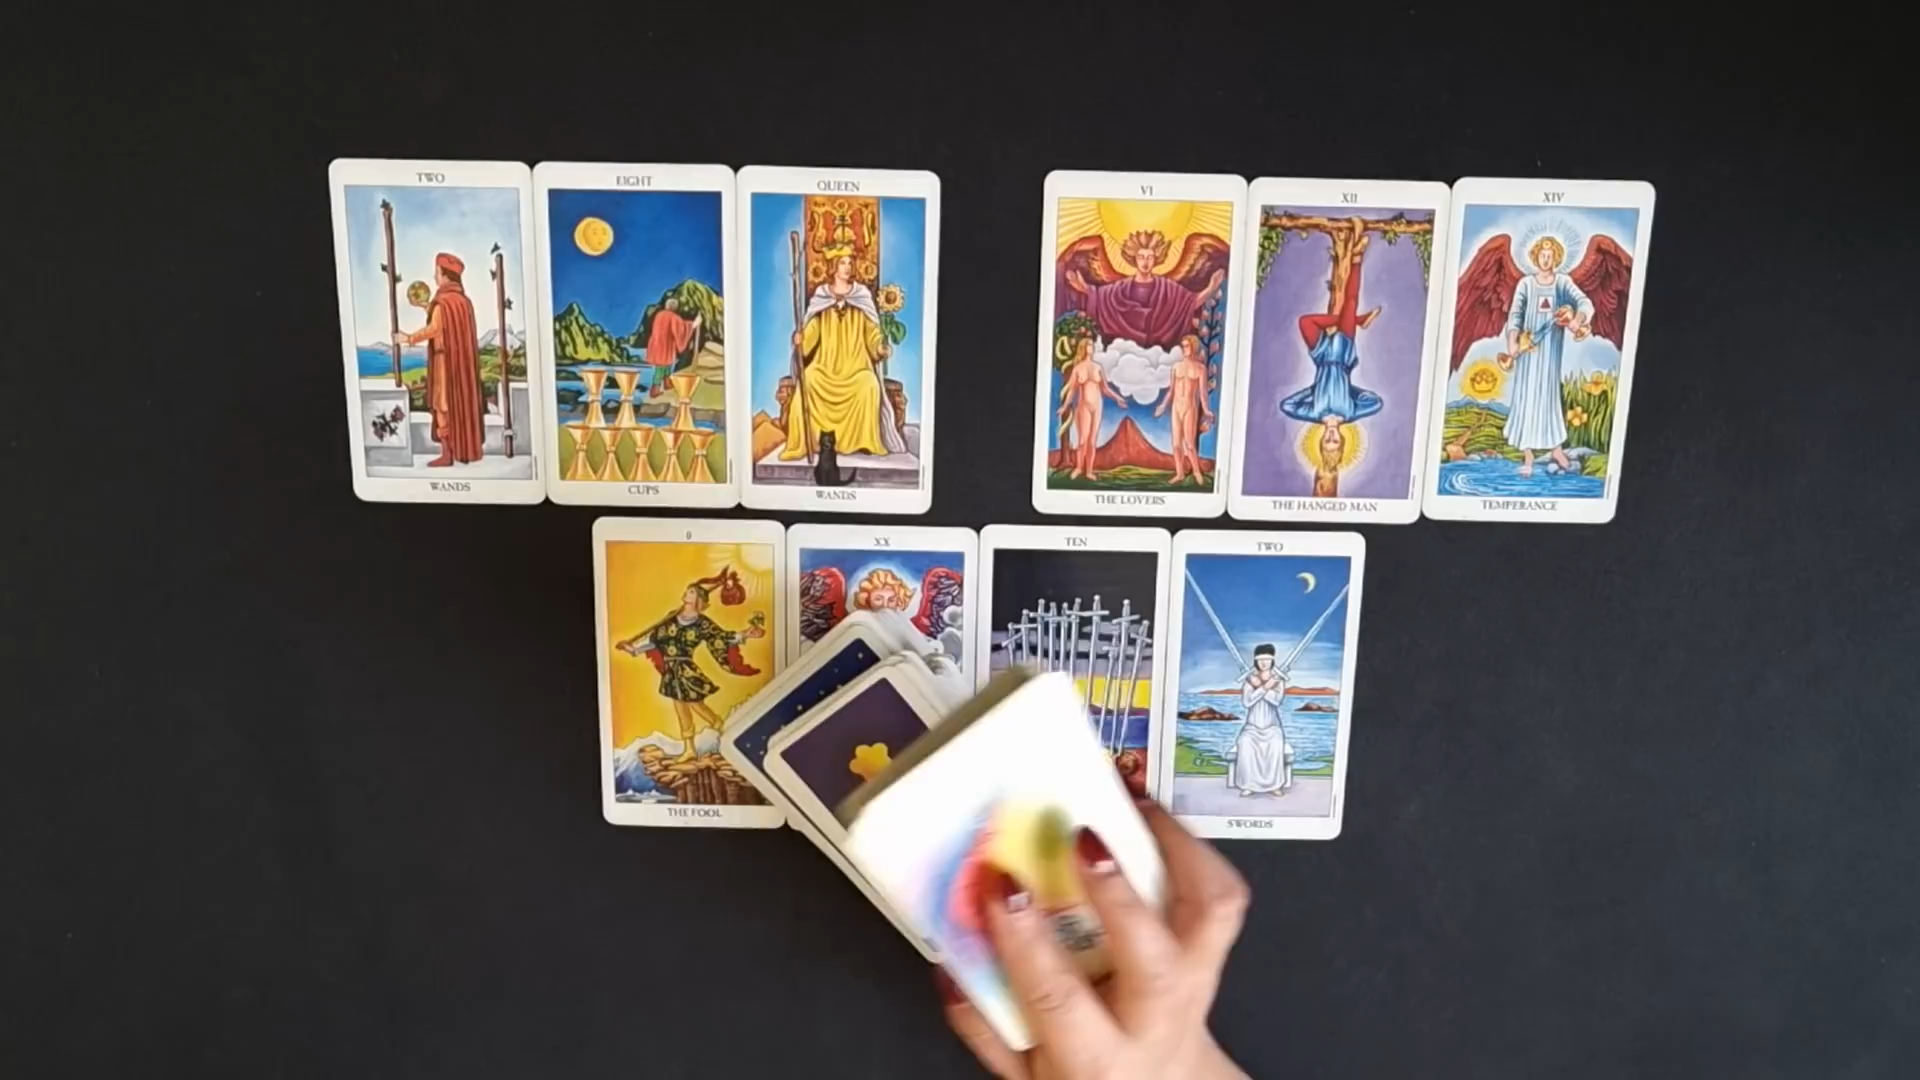 TWO
WANDS
EIGHT
CUPS
QUEEN
WANDS
VI
THE LOVERS
XII
THE HANGED MAN
XIV
TEMPERANCE
0
THE FOOL
XX
TEN
TWO
SWORDS